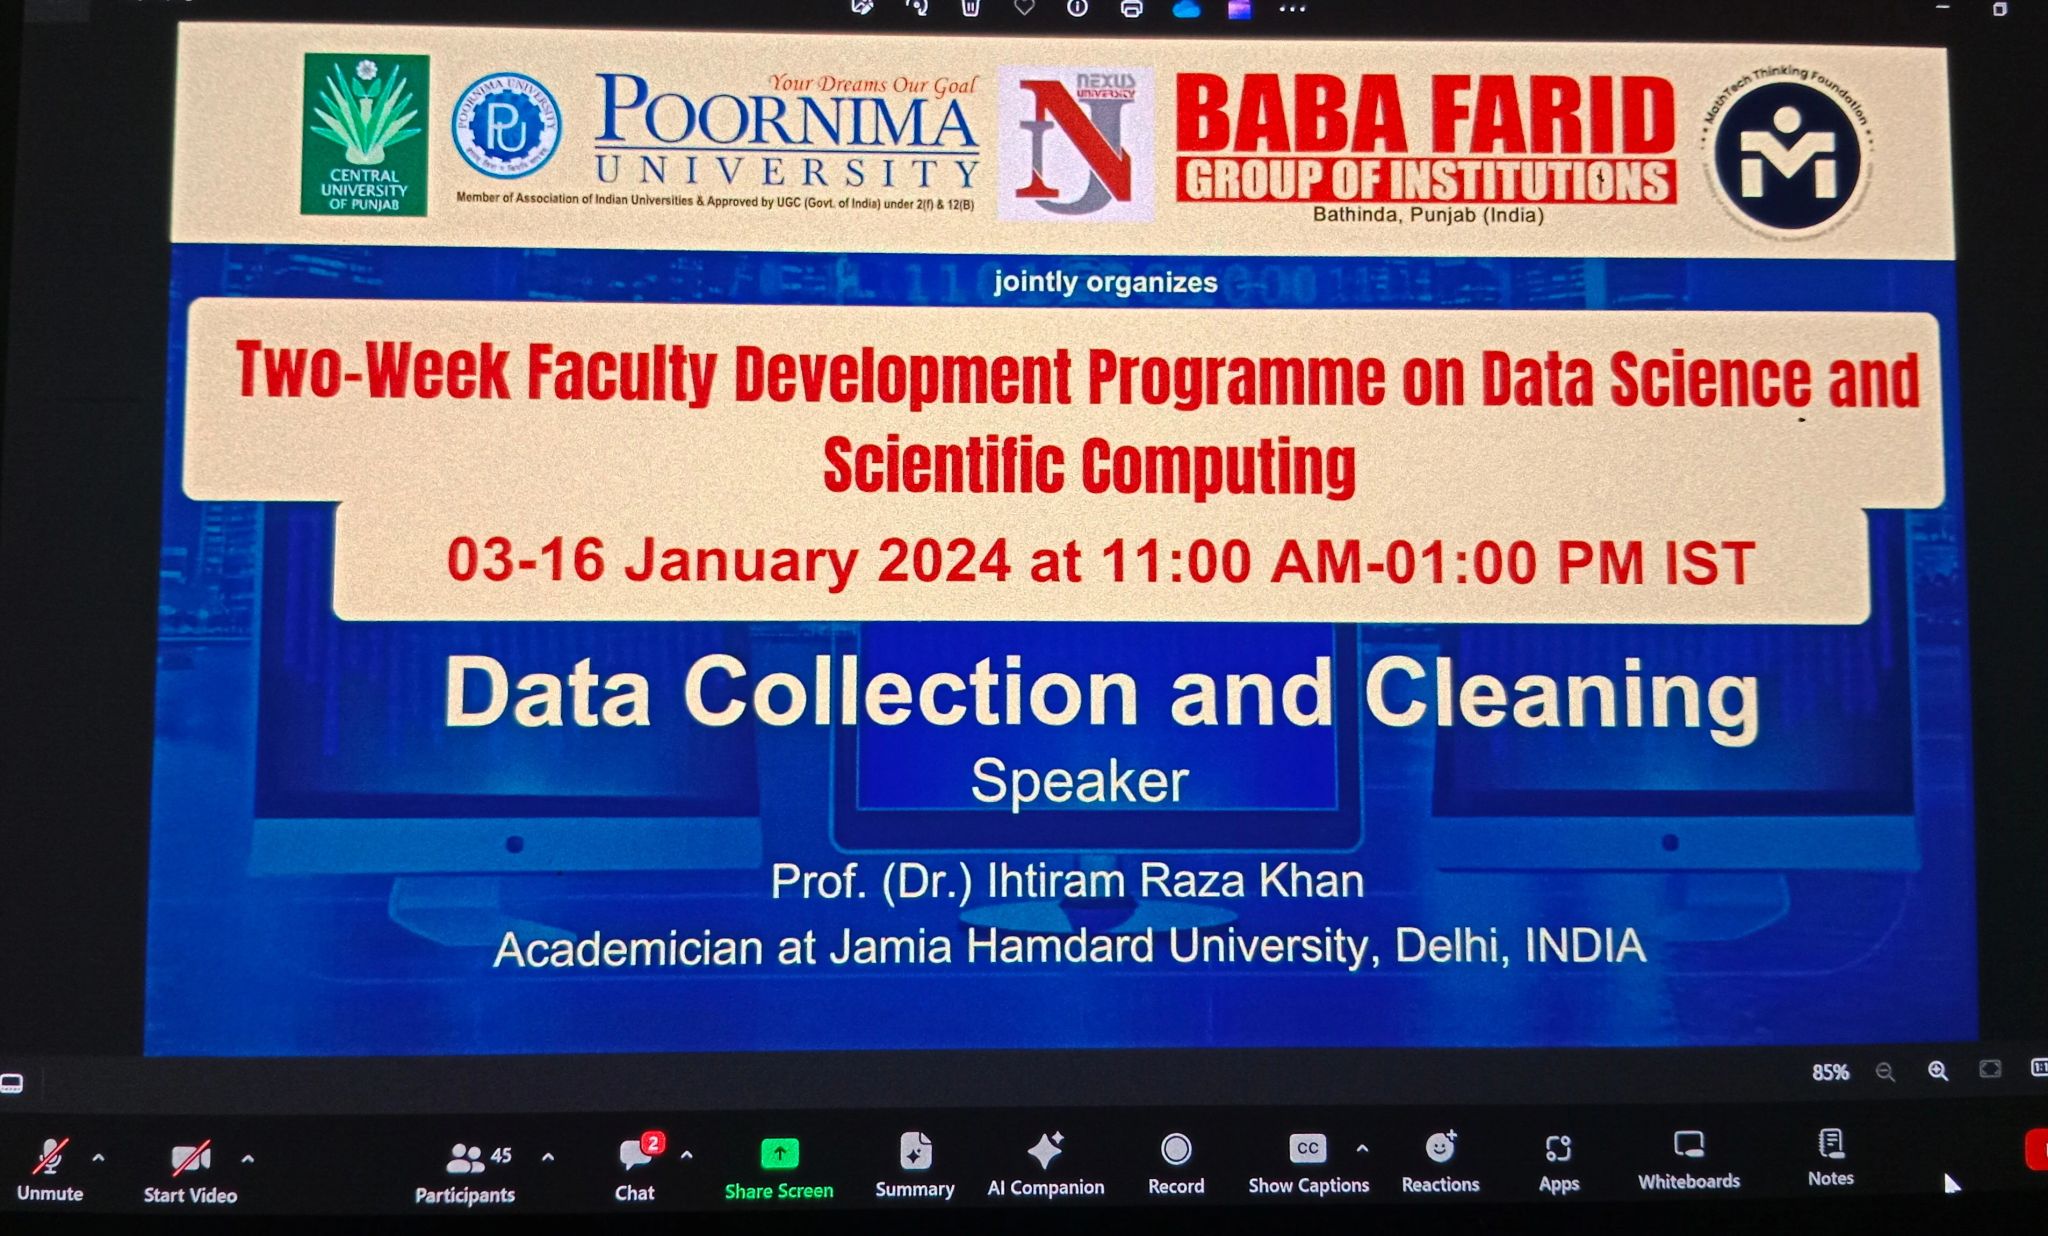 CENTRAL
UNIVERSITY
OF PUNJAB
POORNIMA UNIVERSITY
PU
Your Dreams Our Goal
POORNIMA
UNIVERSITY
Member of Association of Indian Universities & Approved by UGC (Govt. of India) under 2(f) & 12(B)
NEXUS
UNIVERSITY
BABA FARID
GROUP OF INSTITUTIONS
Bathinda, Punjab (India)
MathTech Thinking Foundation
jointly organizes
Two-Week Faculty Development Programme on Data Science and
Scientific Computing
03-16 January 2024 at 11:00 AM-01:00 PM IST
Data Collection and Cleaning
Speaker
Prof. (Dr.) Ihtiram Raza Khan
Academician at Jamia Hamdard University, Delhi, INDIA
85%
1:1
45
2
CC
Unmute
Start Video
Participants
Chat
Share Screen
Summary
AI Companion
Record
Show Captions
Reactions
Apps
Whiteboards
Notes